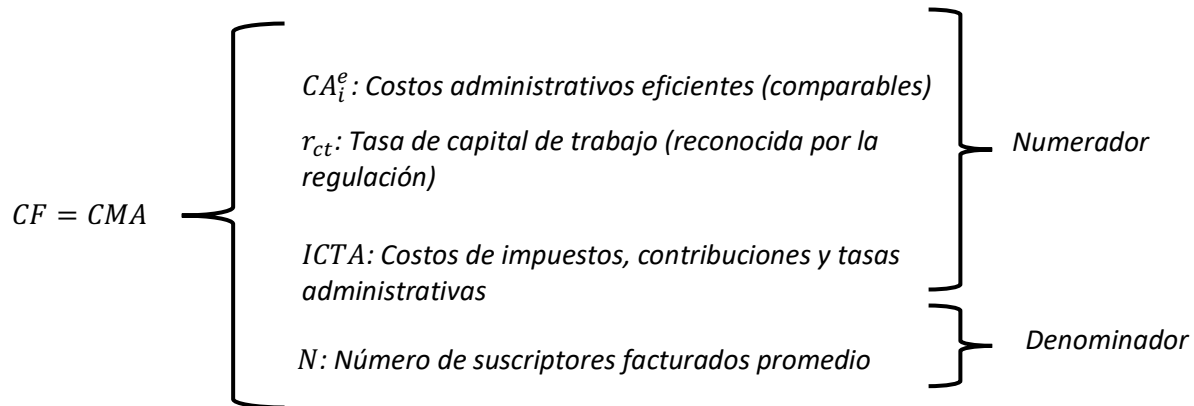 CA_i^e: Costos administrativos eficientes (comparables)
r_ct: Tasa de capital de trabajo (reconocida por la
regulación)
Numerador
CF = CMA
ICTA: Costos de impuestos, contribuciones y tasas
administrativas
N: Número de suscriptores facturados promedio
Denominador